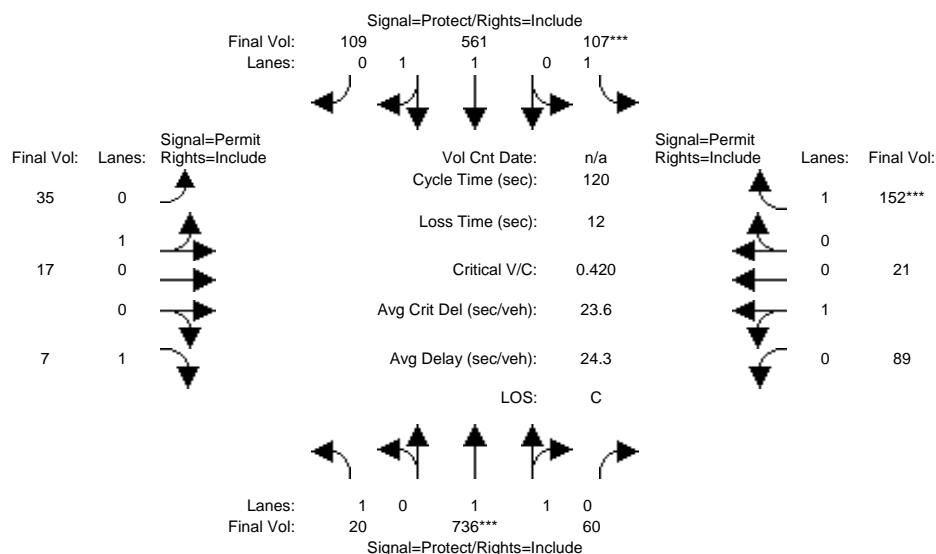 Signal=Protect/Rights=Include
Final Vol: 109 561 107***
Lanes: 0 1 1 0 1
Signal=Permit
Final Vol: Lanes: Rights=Include
Vol Cnt Date: n/a
Signal=Permit
Rights=Include Lanes: Final Vol:
Cycle Time (sec): 120
35 0
1 152***
Loss Time (sec): 12
1
0
17 0
Critical V/C: 0.420
0 21
0
Avg Crit Del (sec/veh): 23.6
1
7 1
Avg Delay (sec/veh): 24.3
0 89
LOS: C
Lanes: 1 0 1 1 0
Final Vol: 20 736*** 60
Signal=Protect/Rights=Include